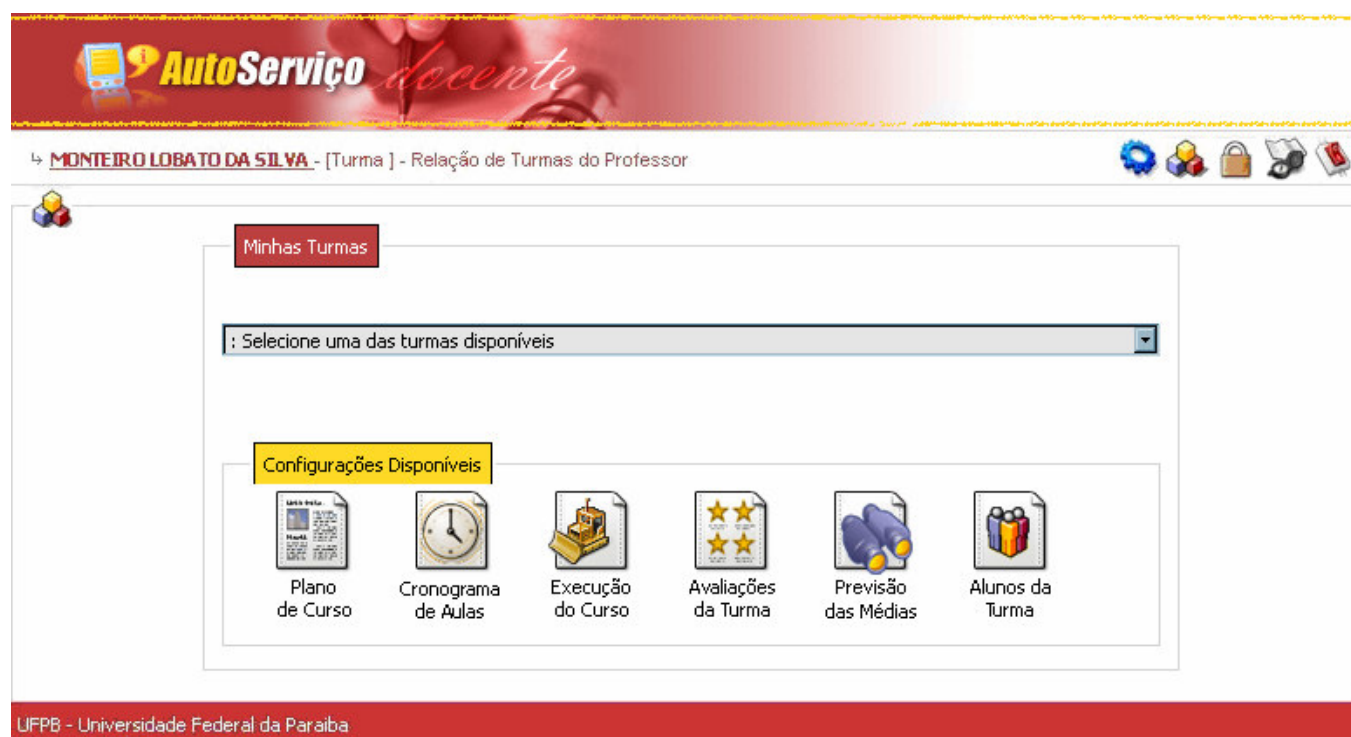 AutoServiço docente
MONTEIRO LOBATO DA SILVA - [Turma ] - Relação de Turmas do Professor
Minhas Turmas
: Selecione uma das turmas disponíveis
Configurações Disponíveis
Plano
de Curso
Cronograma
de Aulas
Execução
do Curso
Avaliações
da Turma
Previsão
das Médias
Alunos da
Turma
UFPB - Universidade Federal da Paraiba